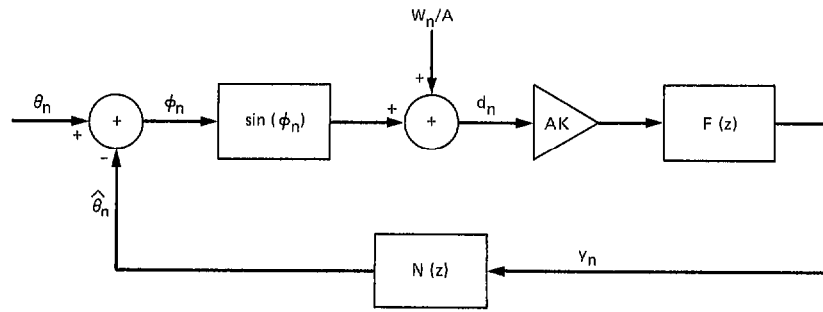 W_n/A
+
θ_n
+
+
−
ϕ_n
sin (ϕ_n)
+
+
d_n
AK
F (z)
θ̂_n
N (z)
y_n